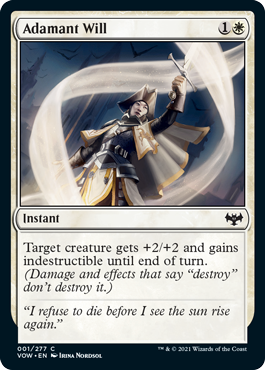 Adamant Will 1
Instant
Target creature gets +2/+2 and gains
indestructible until end of turn.
(Damage and effects that say “destroy”
don’t destroy it.)
“I refuse to die before I see the sun rise
again.”
001/277 C
VOW • EN Irina Nordsol
™ & © 2021 Wizards of the Coast